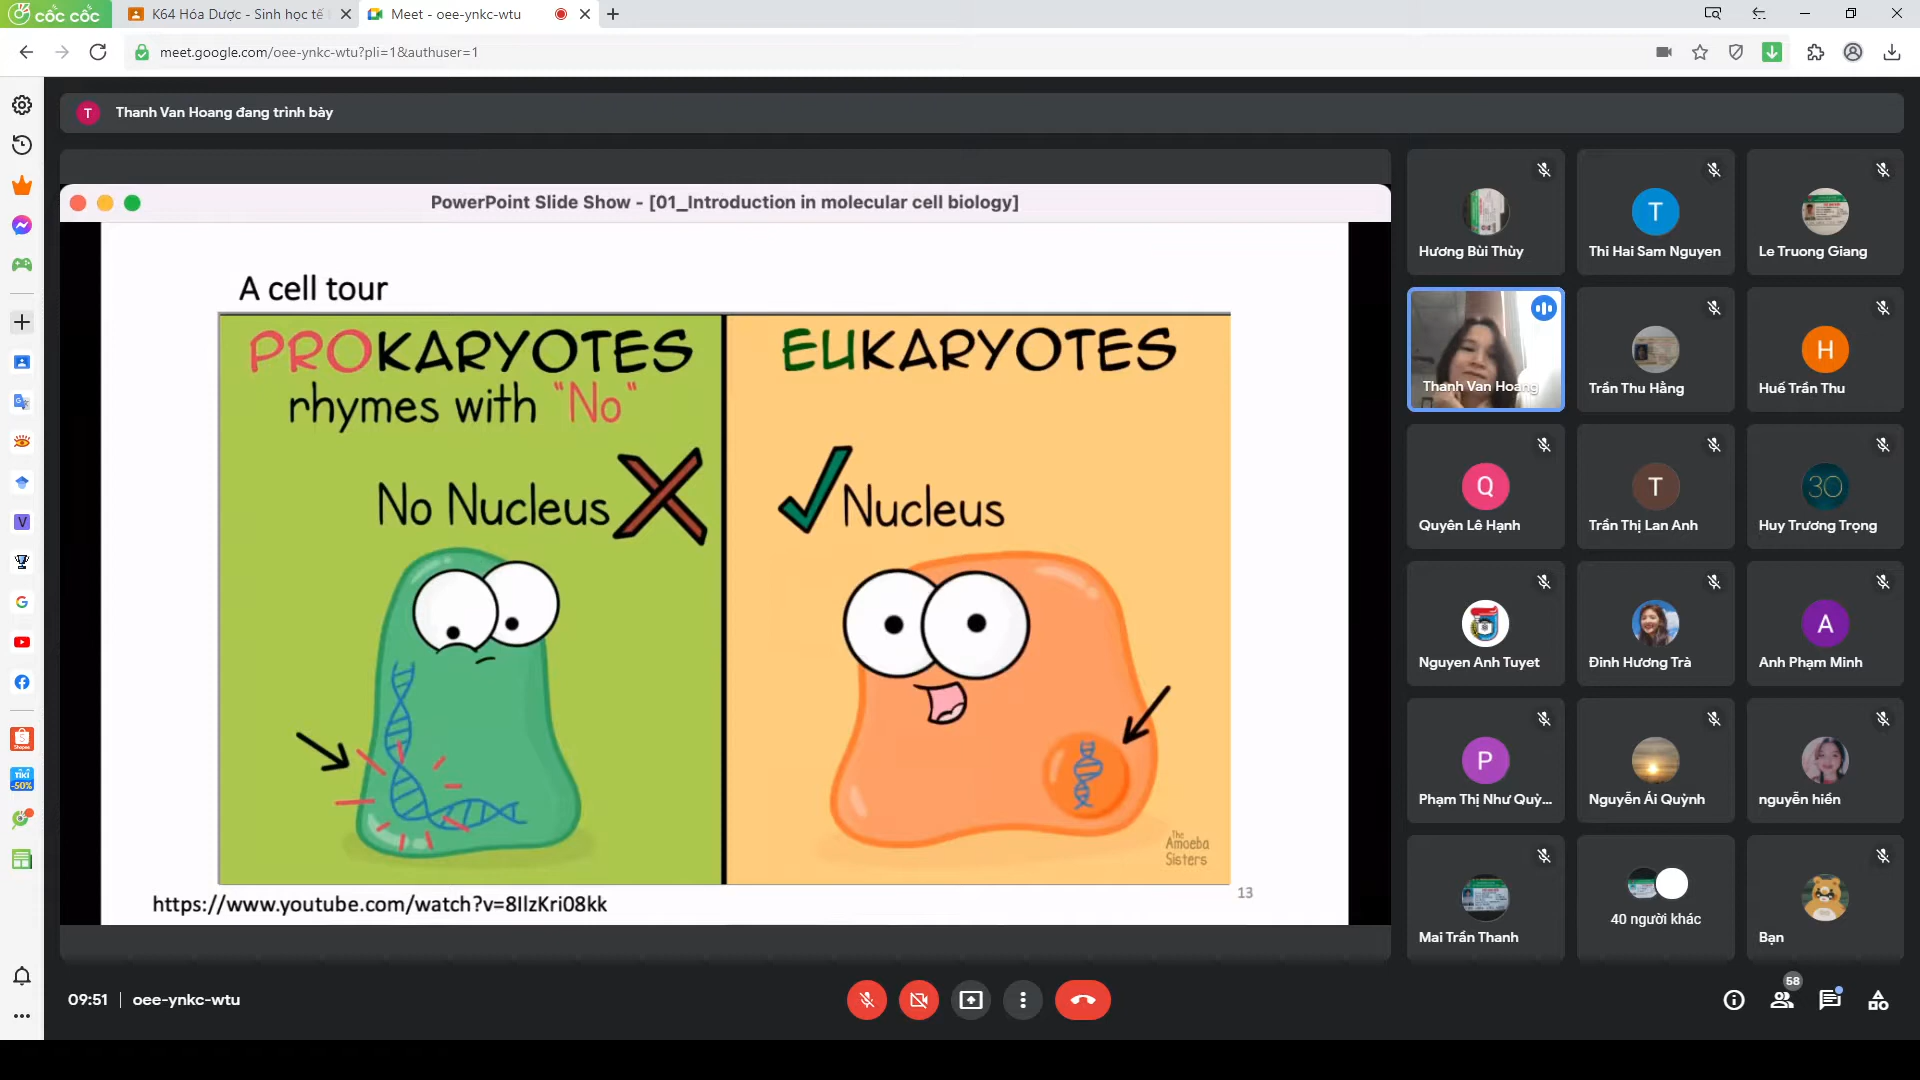 cốc cốc
K64 Hóa Dược - Sinh học tế
Meet - oee-ynkc-wtu
meet.google.com/oee-ynkc-wtu?pli=1&authuser=1
T
Thanh Van Hoang đang trình bày
PowerPoint Slide Show - [01_Introduction in molecular cell biology]
A cell tour
PROKARYOTES
rhymes with "No"
No Nucleus
EUKARYOTES
Nucleus
The
Amoeba
Sisters
https://www.youtube.com/watch?v=8IlzKri08kk
13
Hương Bùi Thùy
T
Thi Hai Sam Nguyen
Le Truong Giang
Thanh Van Hoang
Trần Thu Hằng
H
Huế Trần Thu
Q
Quyên Lê Hạnh
T
Trần Thị Lan Anh
30
Huy Trương Trọng
Nguyen Anh Tuyet
Đinh Hương Trà
A
Anh Phạm Minh
P
Phạm Thị Như Quỳ...
Nguyễn Ái Quỳnh
nguyễn hiền
Mai Trần Thanh
40 người khác
Bạn
V
G
Shopee
TIKI
-50%
09:51
oee-ynkc-wtu
58